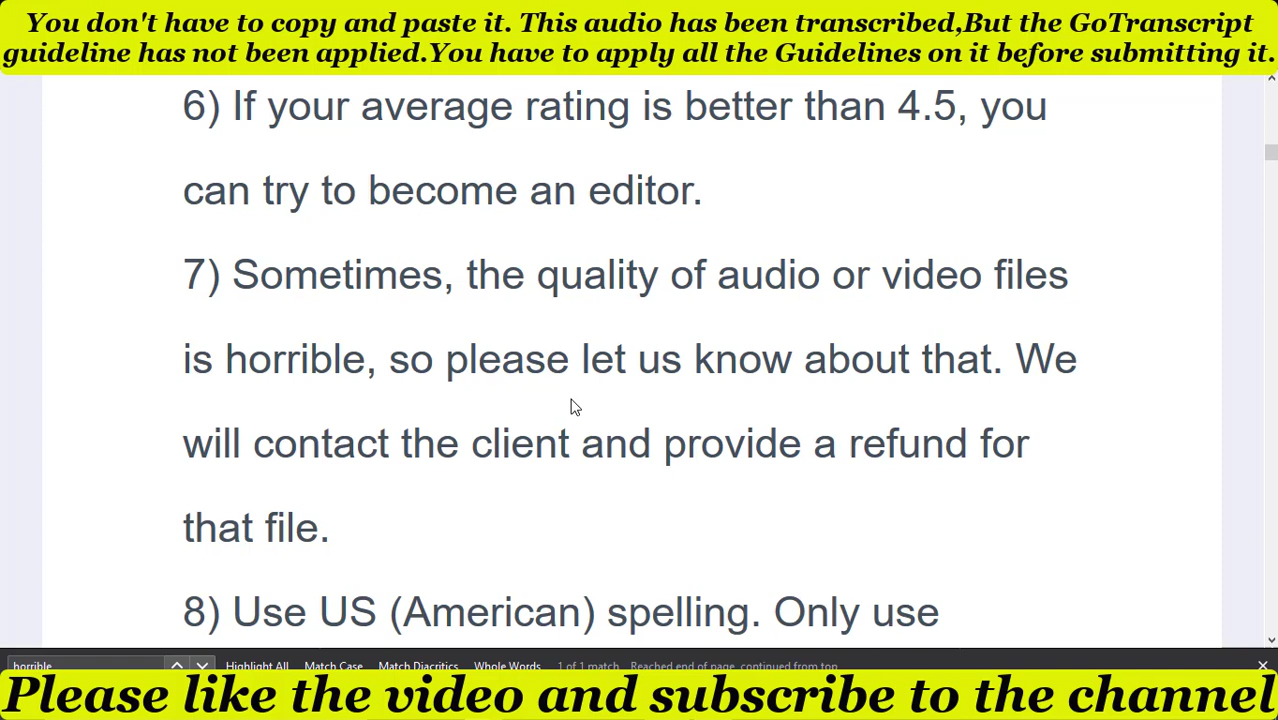 You don't have to copy and paste it. This audio has been transcribed,But the GoTranscript
guideline has not been applied.You have to apply all the Guidelines on it before submitting it.
6) If your average rating is better than 4.5, you
can try to become an editor.
7) Sometimes, the quality of audio or video files
is horrible, so please let us know about that. We
will contact the client and provide a refund for
that file.
8) Use US (American) spelling. Only use
horrible Highlight All Match Case Match Diacritics Whole Words 1 of 1 match Reached end of page, continued from top
Please like the video and subscribe to the channel